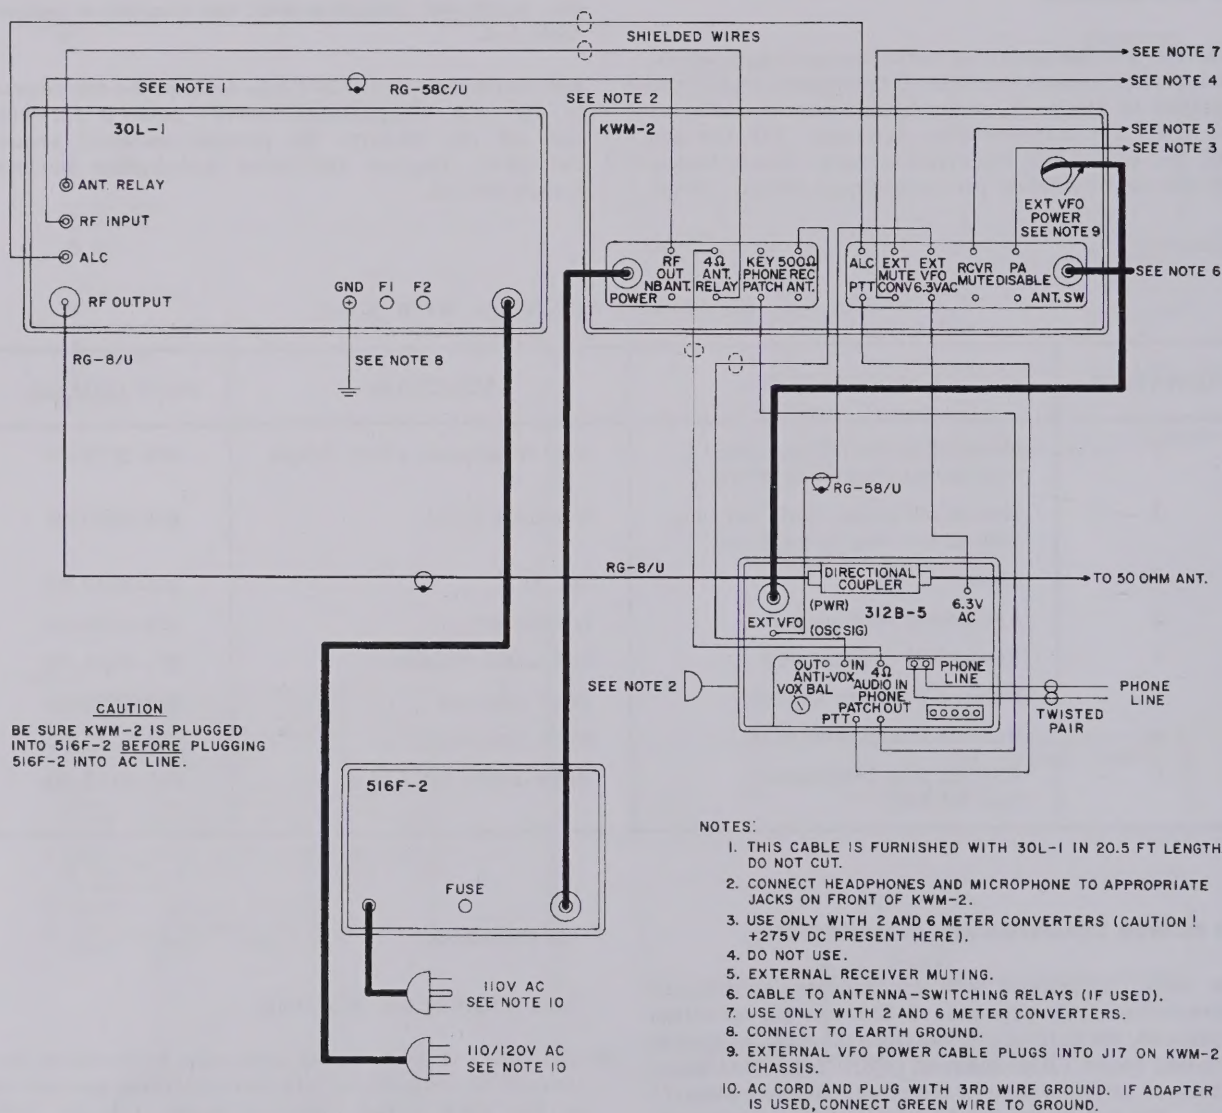 SHIELDED WIRES
SEE NOTE 7
SEE NOTE 1
RG-58C/U
SEE NOTE 4
SEE NOTE 2
30L-1
KWM-2
SEE NOTE 5
SEE NOTE 3
ANT. RELAY
RF INPUT
ALC
RF OUTPUT
GND F1 F2
EXT VFO
POWER
SEE NOTE 9
RF
OUT
NB ANT.
POWER
4Ω
ANT.
RELAY
KEY 500Ω
PHONE REC
PATCH ANT.
ALC
PTT
EXT
MUTE
CONV
EXT
VFO
6.3VAC
RCVR
MUTE
PA
DISABLE
ANT. SW
SEE NOTE 6
RG-8/U
SEE NOTE 8
RG-58/U
RG-8/U
DIRECTIONAL
COUPLER
TO 50 OHM ANT.
(PWR)
312B-5
6.3V
AC
EXT VFO
(OSC SIG)
SEE NOTE 2
OUT IN
ANTI-VOX
VOX BAL
4Ω
AUDIO IN
PHONE
PATCH OUT
PTT
PHONE
LINE
PHONE
LINE
TWISTED
PAIR
CAUTION
BE SURE KWM-2 IS PLUGGED
INTO 516F-2 BEFORE PLUGGING
516F-2 INTO AC LINE.
516F-2
FUSE
110V AC
SEE NOTE 10
110/120V AC
SEE NOTE 10
NOTES:
1. THIS CABLE IS FURNISHED WITH 30L-1 IN 20.5 FT LENGTH
DO NOT CUT.
2. CONNECT HEADPHONES AND MICROPHONE TO APPROPRIATE
JACKS ON FRONT OF KWM-2.
3. USE ONLY WITH 2 AND 6 METER CONVERTERS (CAUTION!
+275V DC PRESENT HERE).
4. DO NOT USE.
5. EXTERNAL RECEIVER MUTING.
6. CABLE TO ANTENNA-SWITCHING RELAYS (IF USED).
7. USE ONLY WITH 2 AND 6 METER CONVERTERS.
8. CONNECT TO EARTH GROUND.
9. EXTERNAL VFO POWER CABLE PLUGS INTO J17 ON KWM-2
CHASSIS.
10. AC CORD AND PLUG WITH 3RD WIRE GROUND. IF ADAPTER
IS USED, CONNECT GREEN WIRE TO GROUND.